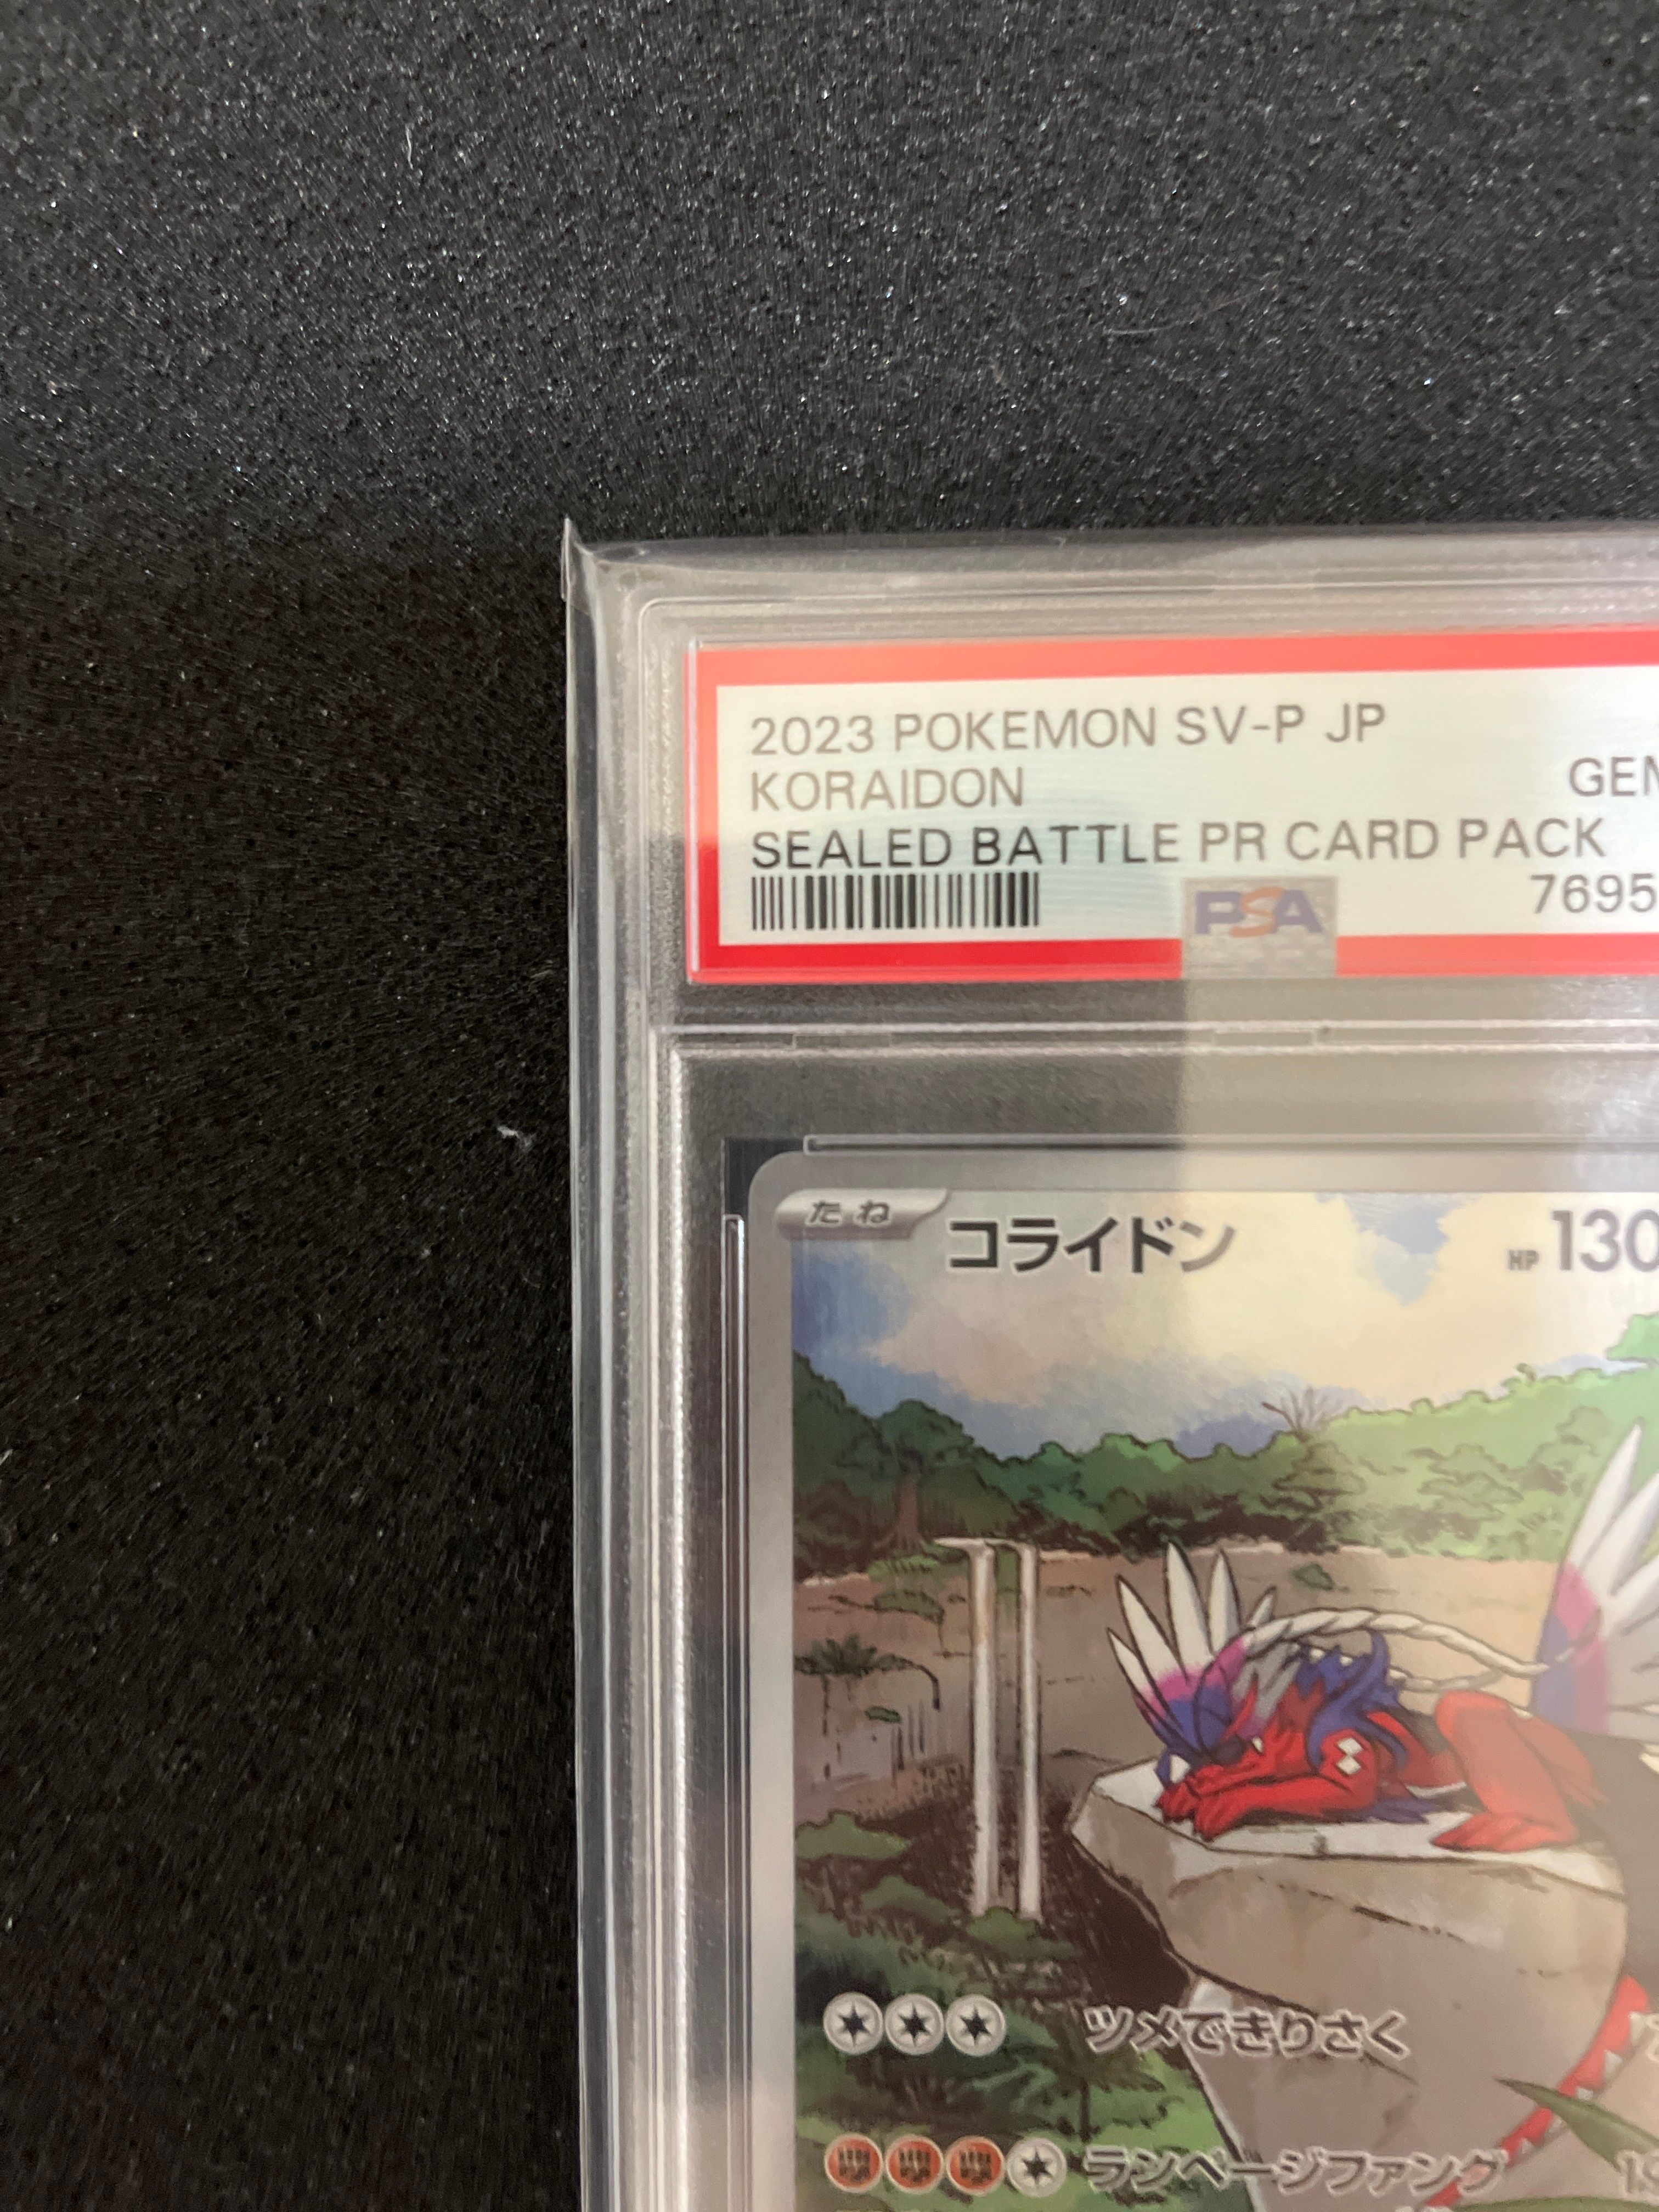 2023 POKEMON SV-P JP
KORAIDON
GEM
SEALED BATTLE PR CARD PACK
7695
PSA
たね コライドン HP 130
ツメできりさく
ランページファング